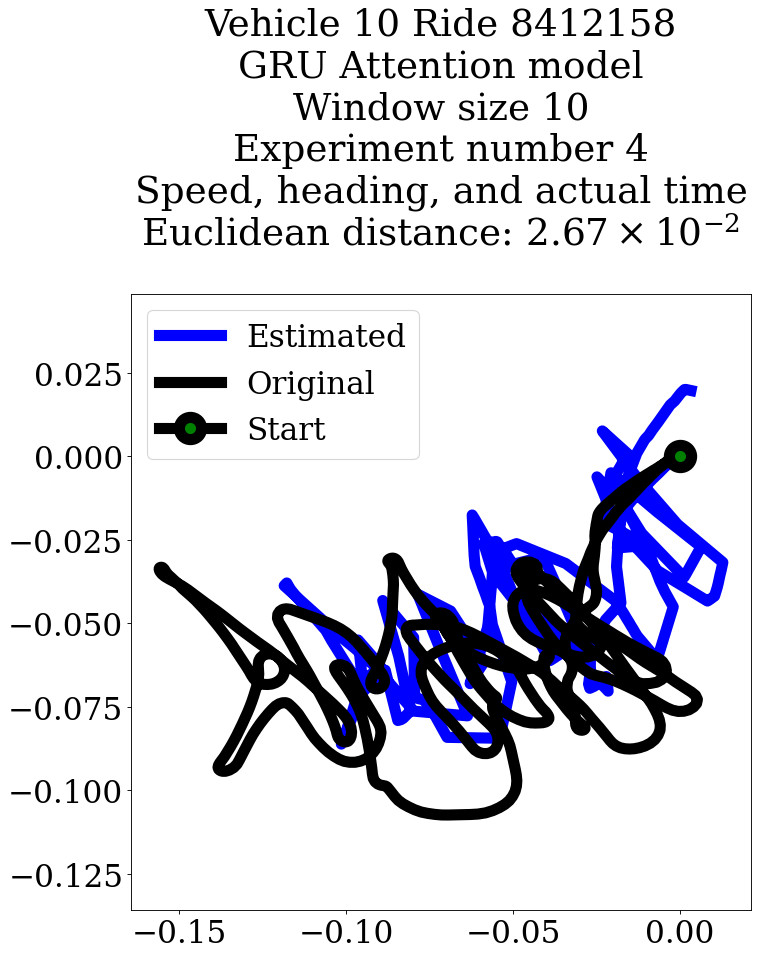 Vehicle 10 Ride 8412158
GRU Attention model
Window size 10
Experiment number 4
Speed, heading, and actual time
Euclidean distance: 2.67 × 10⁻²
Estimated
Original
Start
0.025
0.000
−0.025
−0.050
−0.075
−0.100
−0.125
−0.15 −0.10 −0.05 0.00